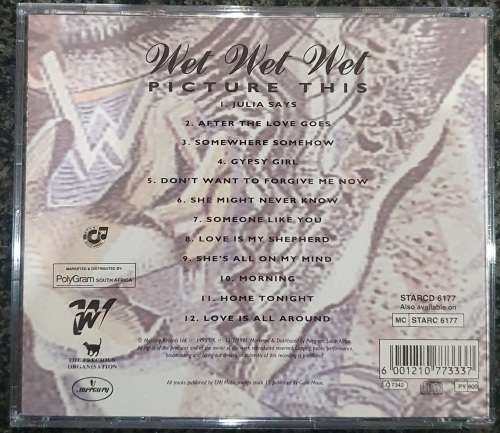 Wet Wet Wet
PICTURE THIS
1. JULIA SAYS
2. AFTER THE LOVE GOES
3. SOMEWHERE SOMEHOW
4. GYPSY GIRL
5. DON'T WANT TO FORGIVE ME NOW
6. SHE MIGHT NEVER KNOW
7. SOMEONE LIKE YOU
8. LOVE IS MY SHEPHERD
9. SHE'S ALL ON MY MIND
10. MORNING
11. HOME TONIGHT
12. LOVE IS ALL AROUND
MARKETED & DISTRIBUTED BY
PolyGram SOUTH AFRICA
THE PRECIOUS
ORGANISATION
mercury
STARCD 6177
Also available on
MC STARC 6177
6 001210 773337